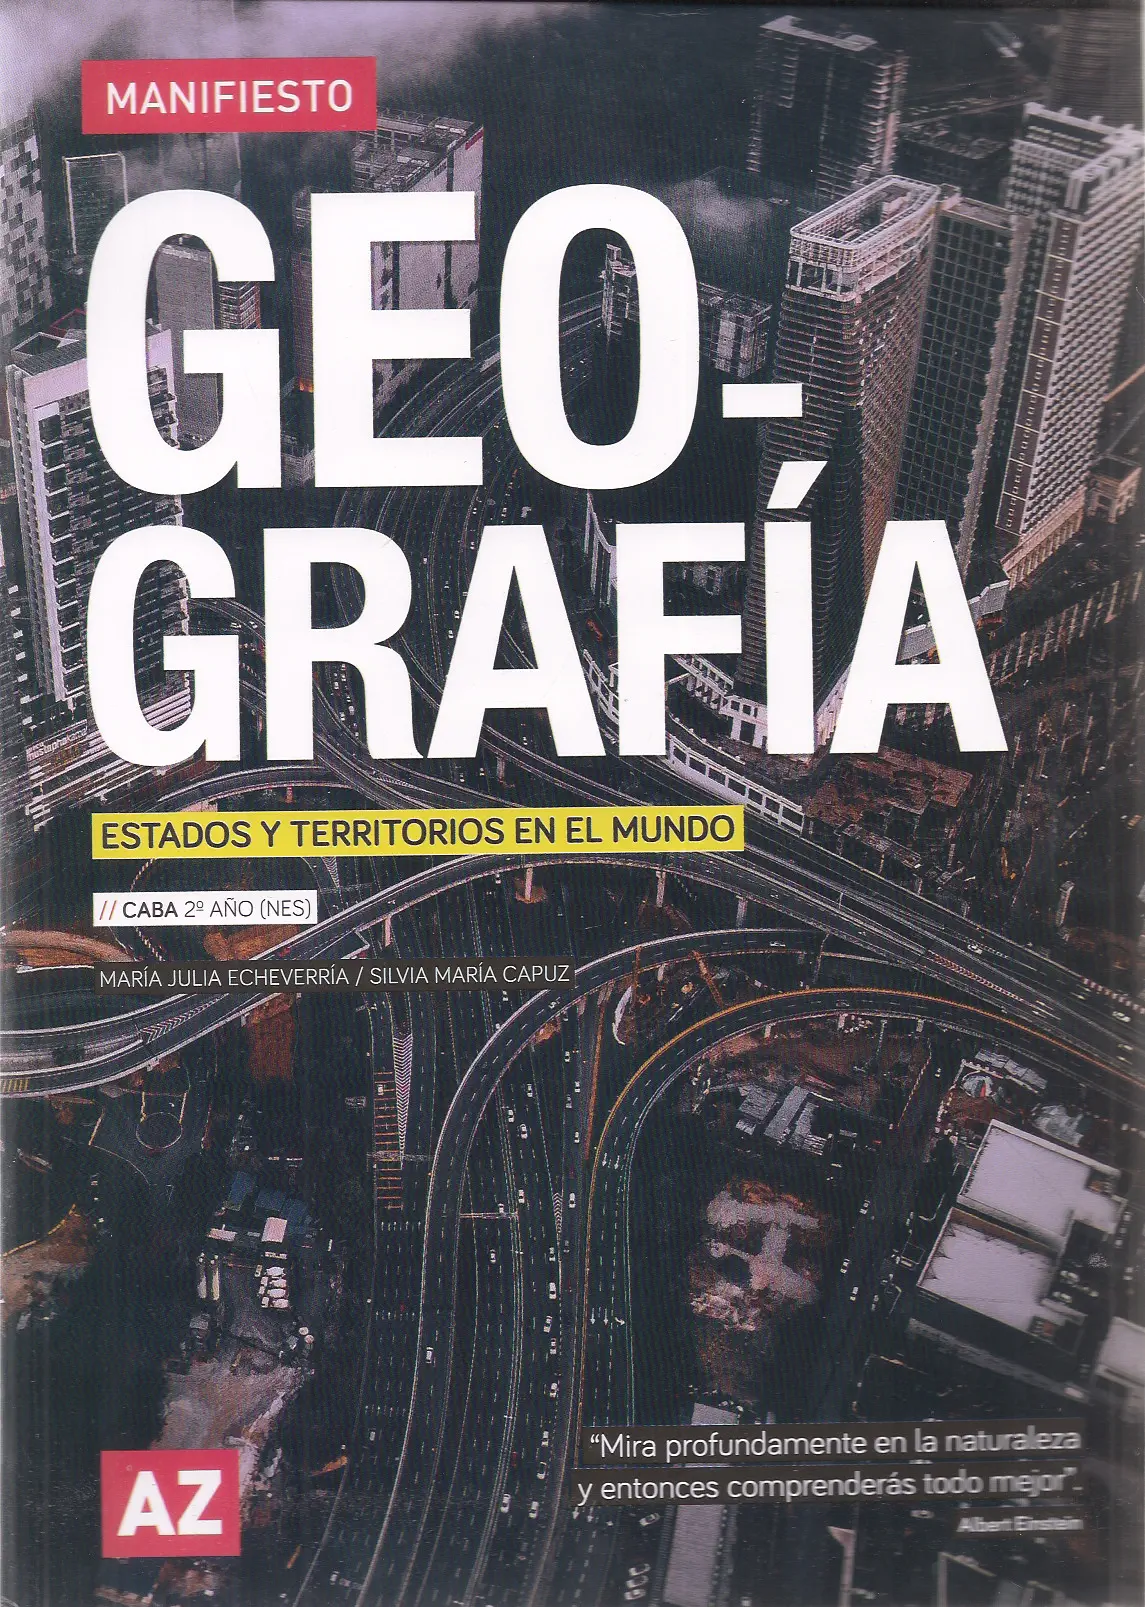 MANIFIESTO
GEO-
GRAFÍA
ESTADOS Y TERRITORIOS EN EL MUNDO
// CABA 2º AÑO (NES)
MARÍA JULIA ECHEVERRÍA / SILVIA MARÍA CAPUZ
“Mira profundamente en la naturaleza
y entonces comprenderás todo mejor”.
Albert Einstein
AZ